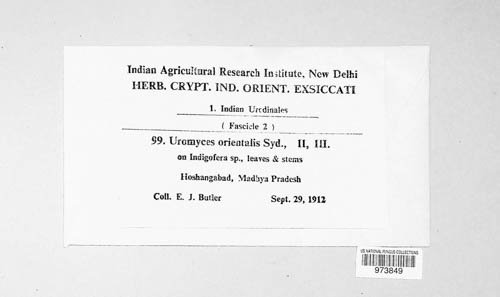 Indian Agricultural Research Institute, New Delhi
HERB. CRYPT. IND. ORIENT. EXSICCATI
1. Indian Uredinales
( Fascicle 2 )
99. Uromyces orientalis Syd., II, III.
on Indigofera sp., leaves & stems
Hoshangabad, Madhya Pradesh
Coll. E. J. Butler Sept. 29, 1912
US NATIONAL FUNGUS COLLECTIONS
973849